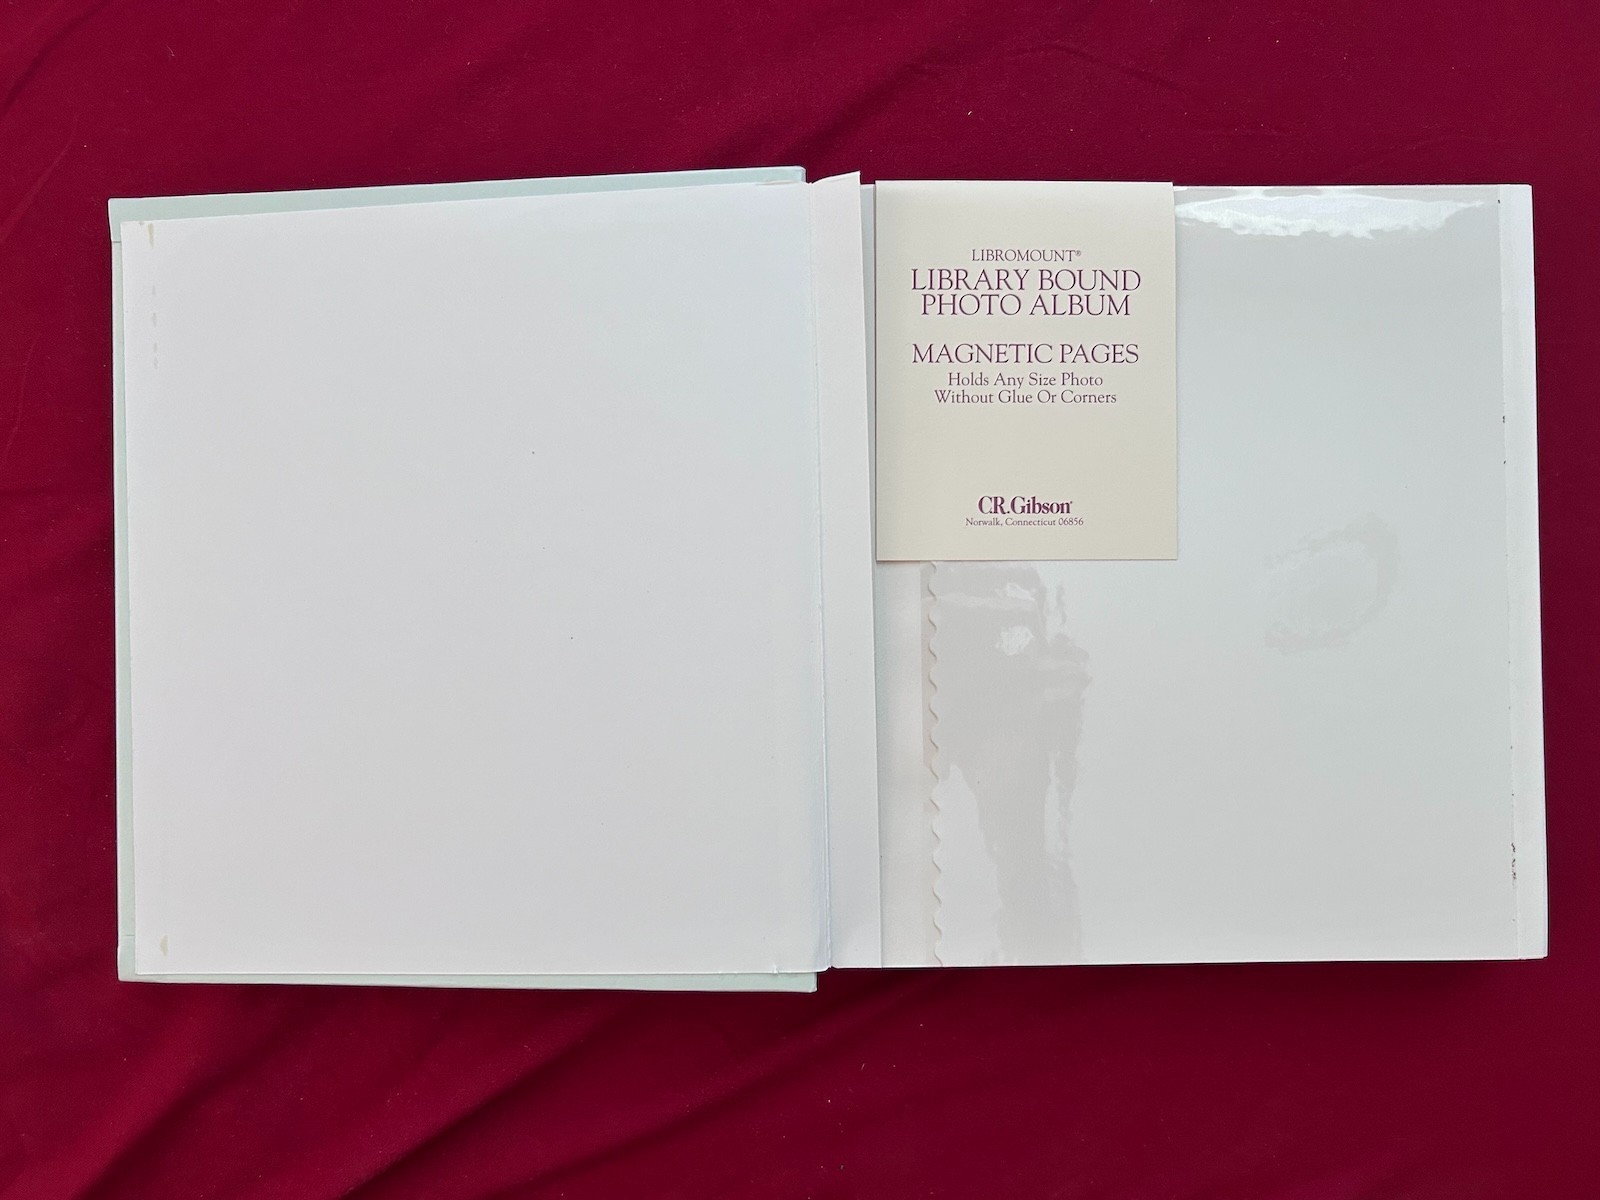 LIBROMOUNT®
LIBRARY BOUND
PHOTO ALBUM
MAGNETIC PAGES
Holds Any Size Photo
Without Glue Or Corners
C.R. Gibson®
Norwalk, Connecticut 06856